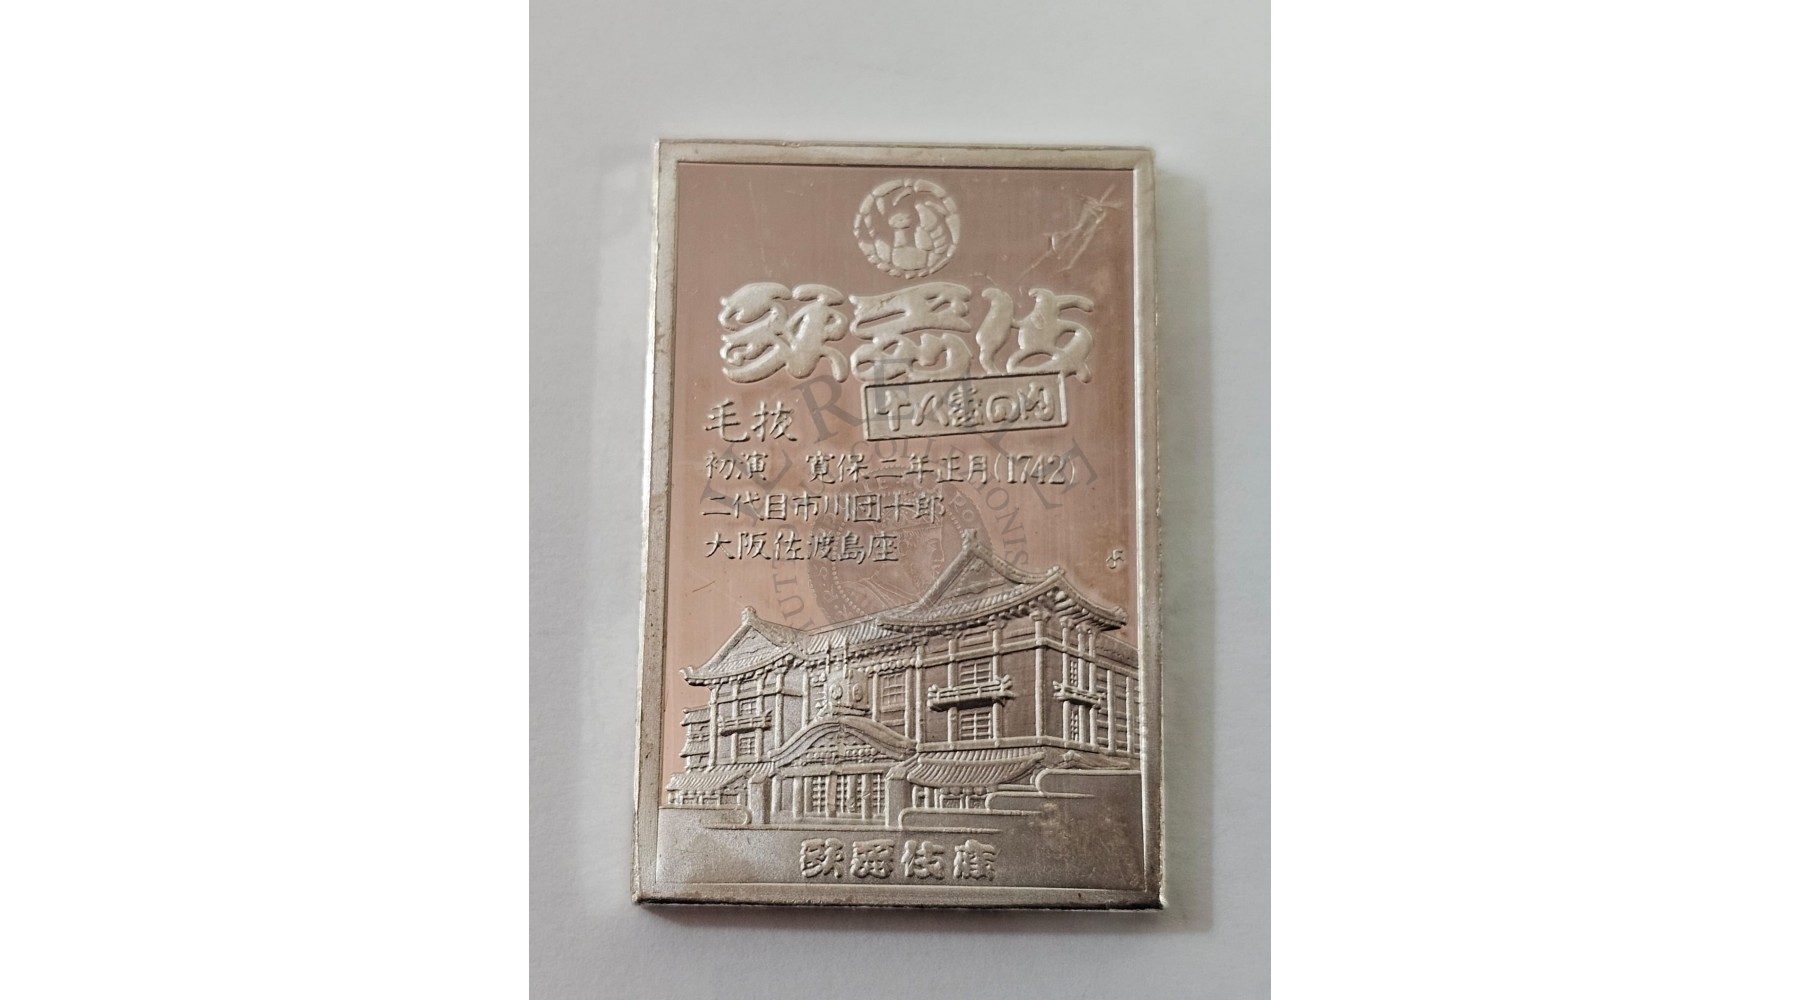 歌舞伎
十八番の内
毛抜
初演 寛保二年正月(1742)
二代目市川団十郎
大阪佐渡島座
歌舞伎座